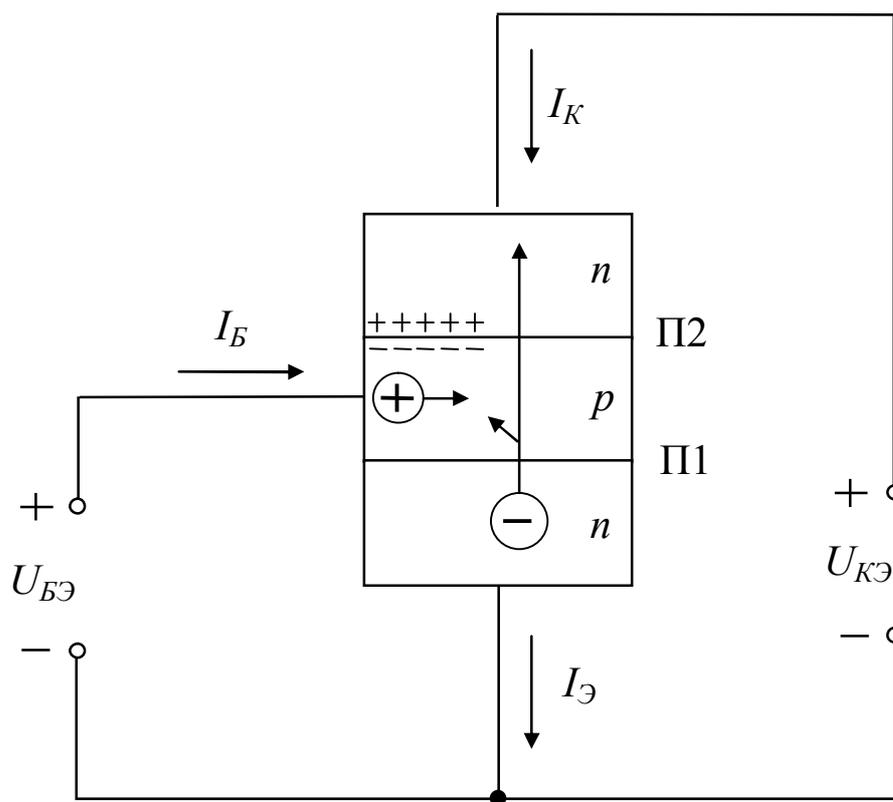 I_К
n
+ + + + +
П2
I_Б
– – – – –
+
p
П1
+
–
n
+
U_БЭ
U_КЭ
–
–
I_Э